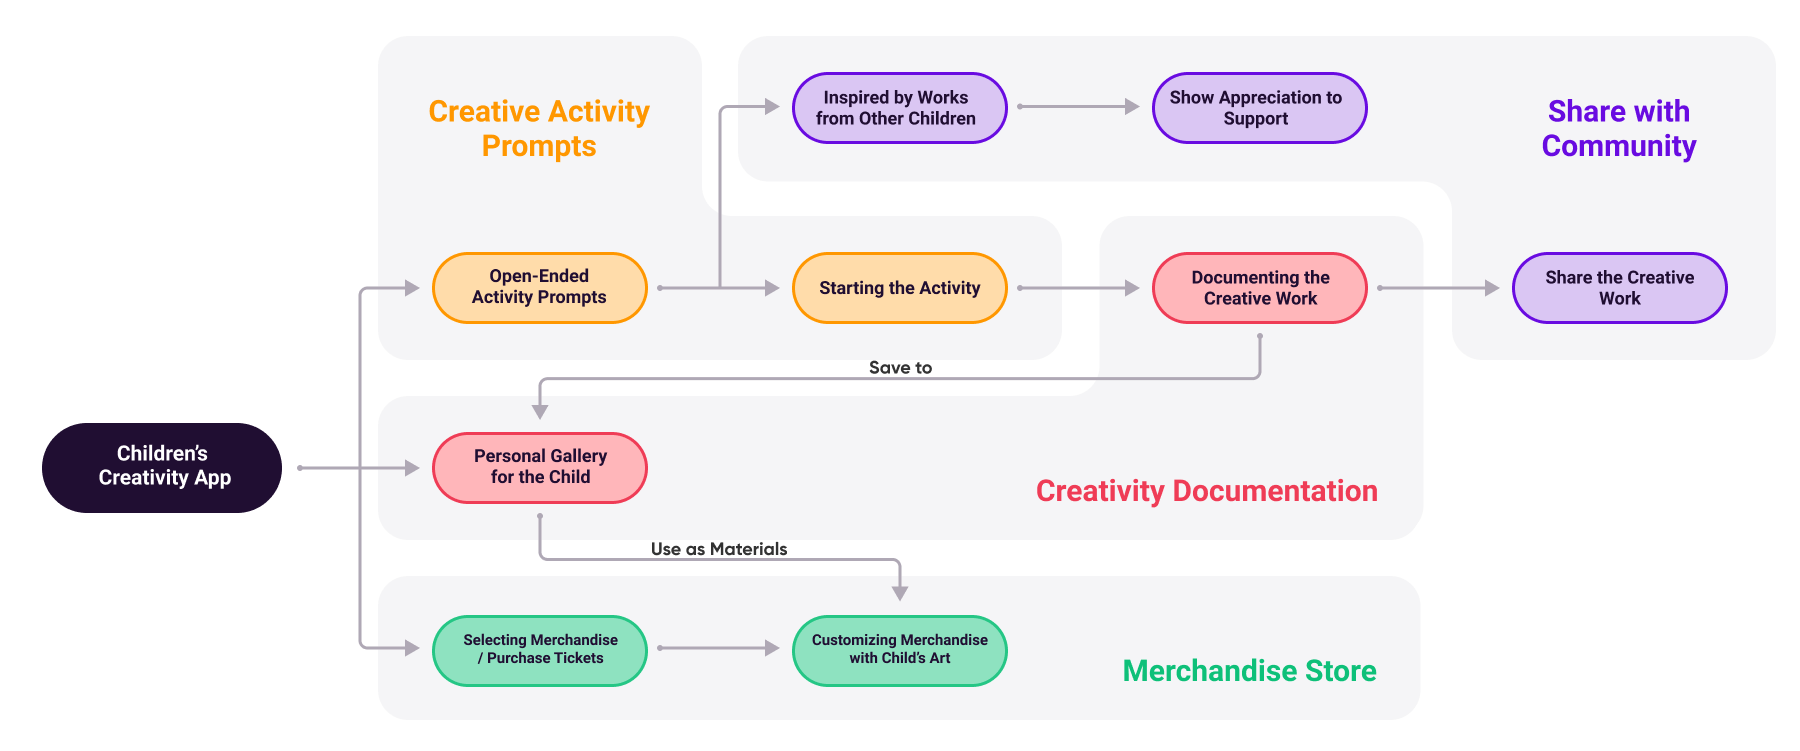 Creative Activity
Prompts
Inspired by Works
from Other Children
Show Appreciation to
Support
Share with
Community
Open-Ended
Activity Prompts
Starting the Activity
Documenting the
Creative Work
Share the Creative
Work
Save to
Children’s
Creativity App
Personal Gallery
for the Child
Creativity Documentation
Use as Materials
Selecting Merchandise
/ Purchase Tickets
Customizing Merchandise
with Child’s Art
Merchandise Store